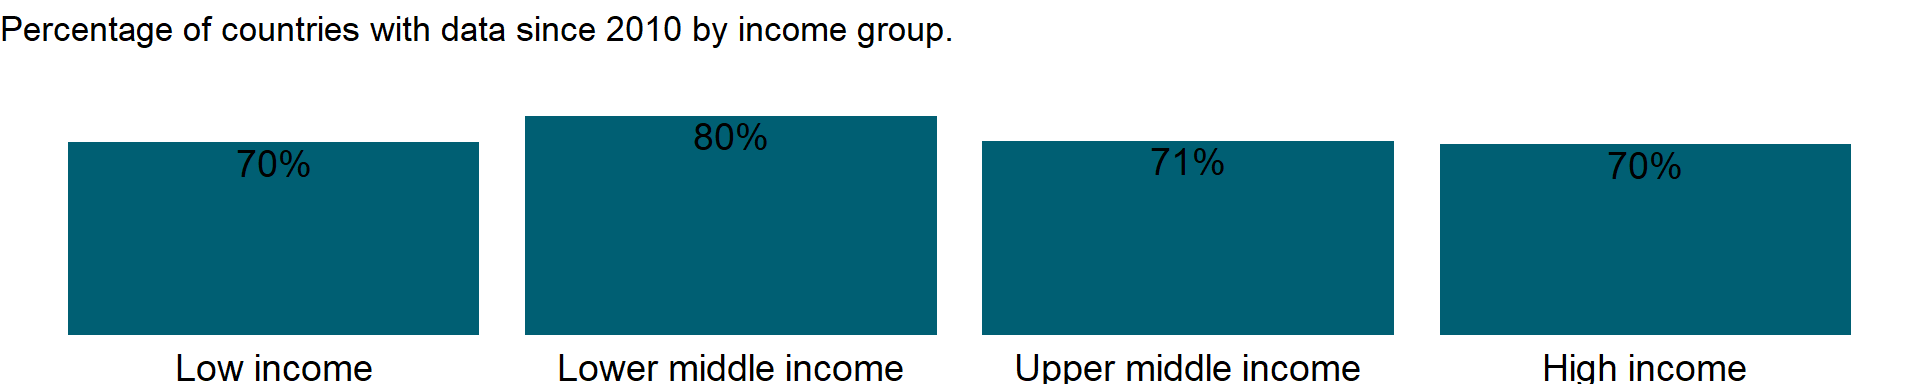 Percentage of countries with data since 2010 by income group.
70%
80%
71%
70%
Low income
Lower middle income
Upper middle income
High income